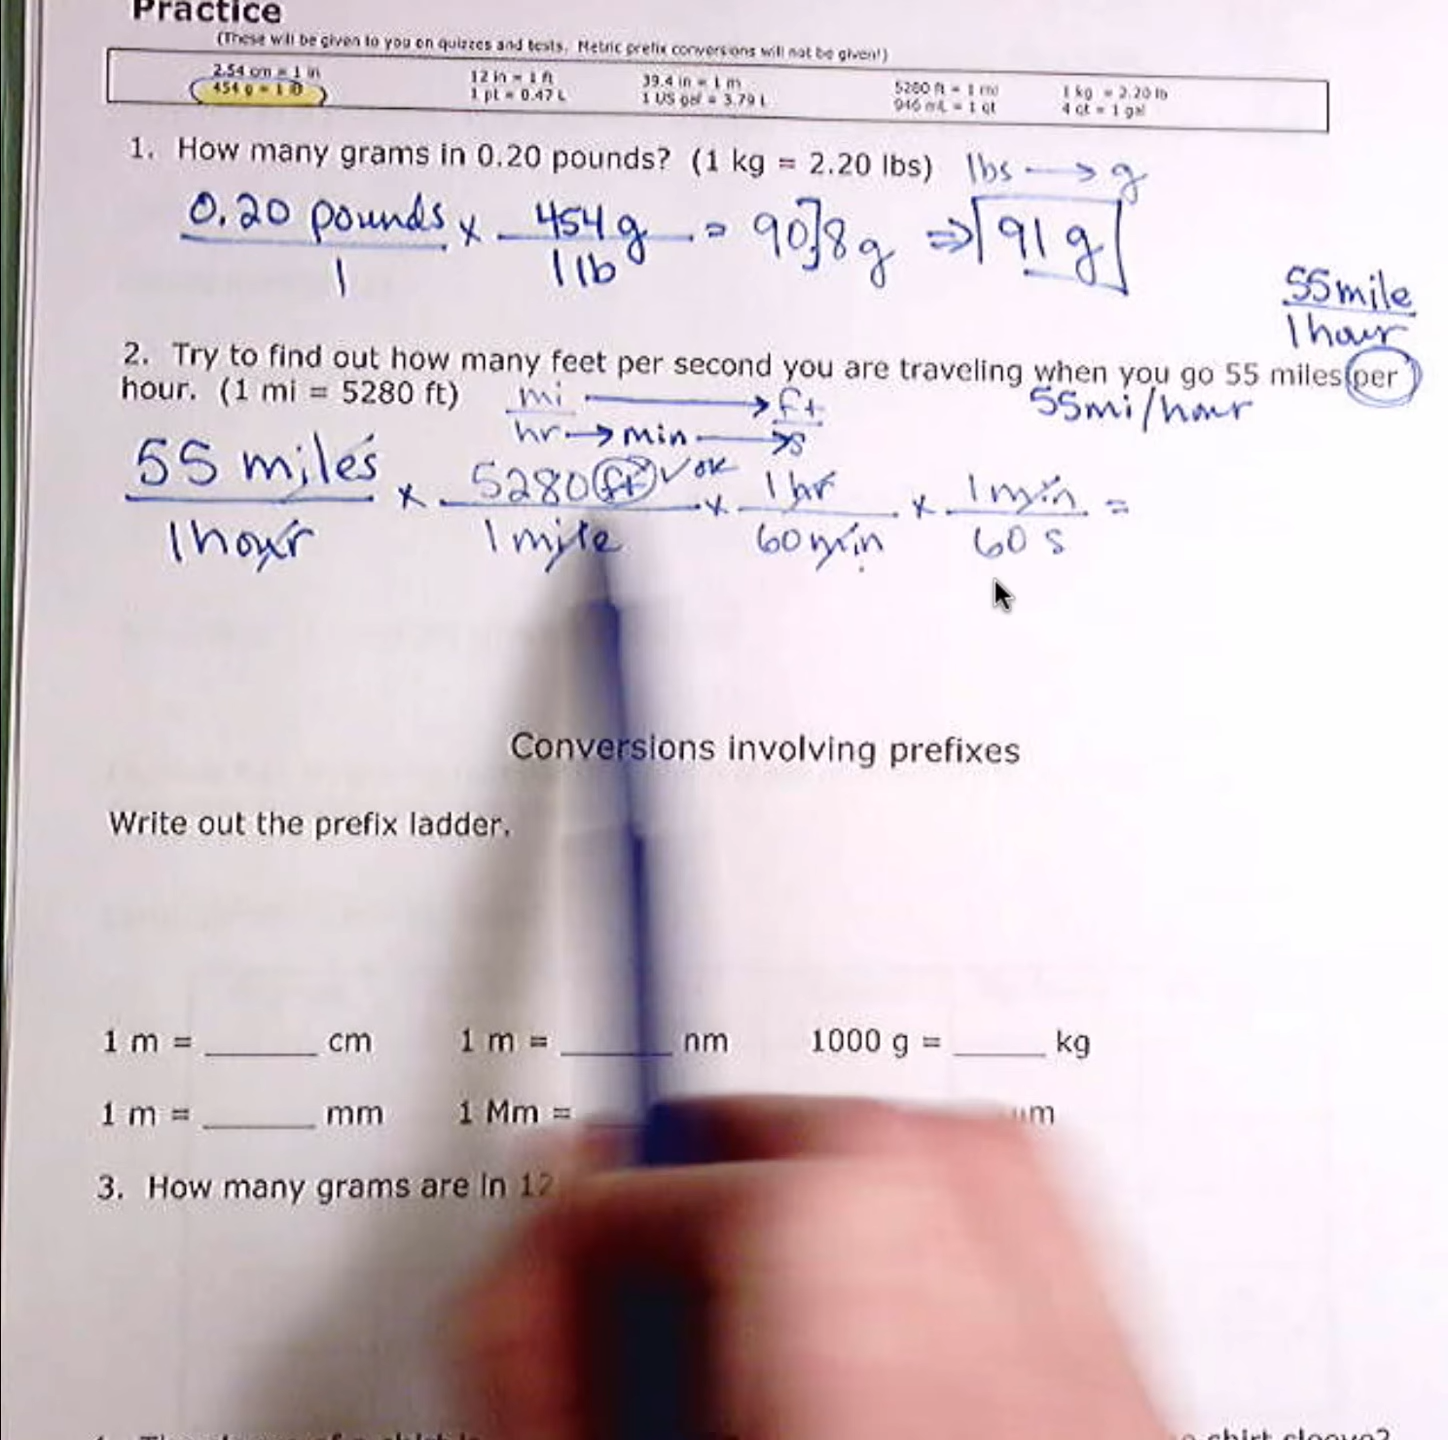 Practice
(These will be given to you on quizzes and tests. Metric prefix conversions will not be given!)
2.54 cm = 1 in 12 in = 1 ft 39.4 in = 1 m 5280 ft = 1 mi 1 kg = 2.20 lb
454 g = 1 lb 1 pt = 0.47 L 1 US gal = 3.79 L 946 mL = 1 qt 4 qt = 1 gal
1. How many grams in 0.20 pounds? (1 kg = 2.20 lbs) lbs → g
0.20 pounds × 454 g = 90.8 g ⇒ 91 g
1 1 lb
55 mile
1 hour
2. Try to find out how many feet per second you are traveling when you go 55 miles per
hour. (1 mi = 5280 ft) mi → ft 55mi/hour
hr → min → s
55 miles × 5280 ft ✓ok × 1 hr × 1 min =
1 hour 1 mile 60 min 60 s
Conversions involving prefixes
Write out the prefix ladder.
1 m = ______ cm 1 m = ______ nm 1000 g = _____ kg
1 m = ______ mm 1 Mm = m
3. How many grams are in 12
shirt sleeve?